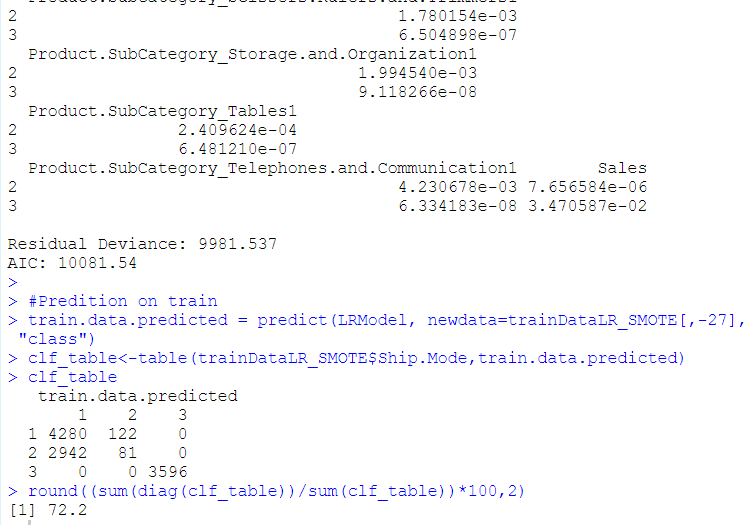 2 1.780154e-03
3 6.504898e-07
Product.SubCategory_Storage.and.Organization1
2 1.994540e-03
3 9.118266e-08
Product.SubCategory_Tables1
2 2.409624e-04
3 6.481210e-07
Product.SubCategory_Telephones.and.Communication1 Sales
2 4.230678e-03 7.656584e-06
3 6.334183e-08 3.470587e-02
Residual Deviance: 9981.537
AIC: 10081.54
>
> #Predition on train
> train.data.predicted = predict(LRModel, newdata=trainDataLR_SMOTE[,-27],
"class")
> clf_table<-table(trainDataLR_SMOTE$Ship.Mode,train.data.predicted)
> clf_table
train.data.predicted
1 2 3
1 4280 122 0
2 2942 81 0
3 0 0 3596
> round((sum(diag(clf_table))/sum(clf_table))*100,2)
[1] 72.2